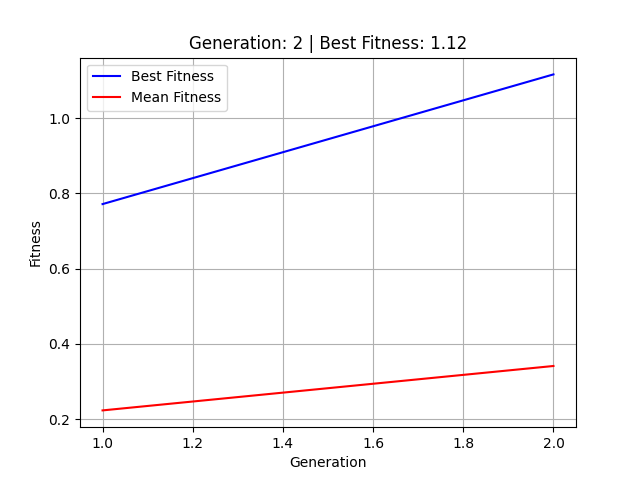 Generation: 2 | Best Fitness: 1.12
Best Fitness
Mean Fitness
Fitness
1.0
0.8
0.6
0.4
0.2
1.0 1.2 1.4 1.6 1.8 2.0
Generation